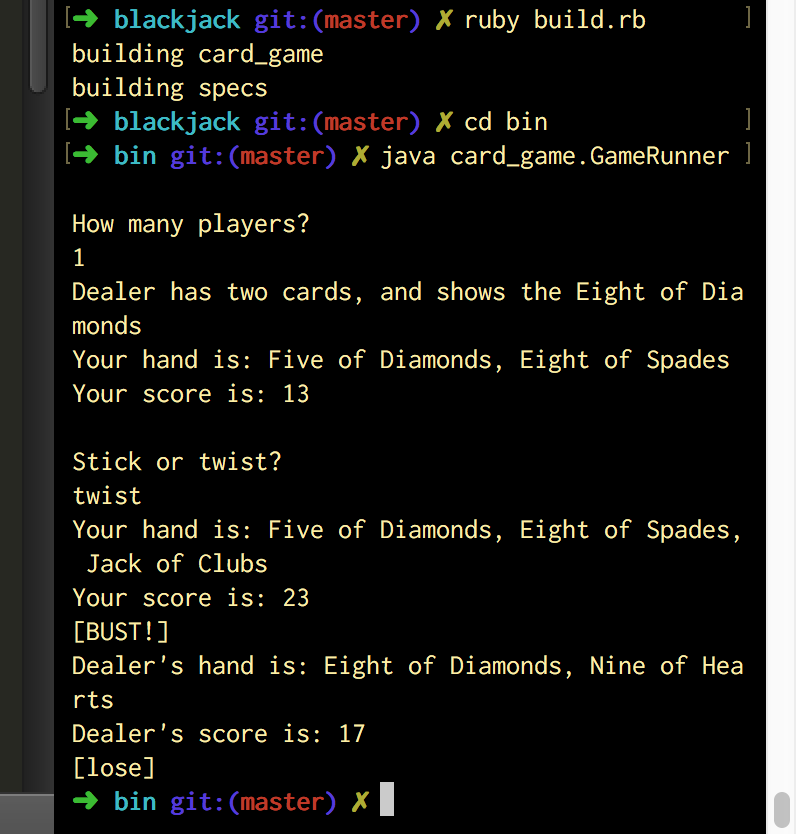 [➜ blackjack git:(master) ✗ ruby build.rb ]
building card_game
building specs
[➜ blackjack git:(master) ✗ cd bin ]
[➜ bin git:(master) ✗ java card_game.GameRunner ]
How many players?
1
Dealer has two cards, and shows the Eight of Dia
monds
Your hand is: Five of Diamonds, Eight of Spades
Your score is: 13
Stick or twist?
twist
Your hand is: Five of Diamonds, Eight of Spades,
 Jack of Clubs
Your score is: 23
[BUST!]
Dealer's hand is: Eight of Diamonds, Nine of Hea
rts
Dealer's score is: 17
[lose]
➜ bin git:(master) ✗